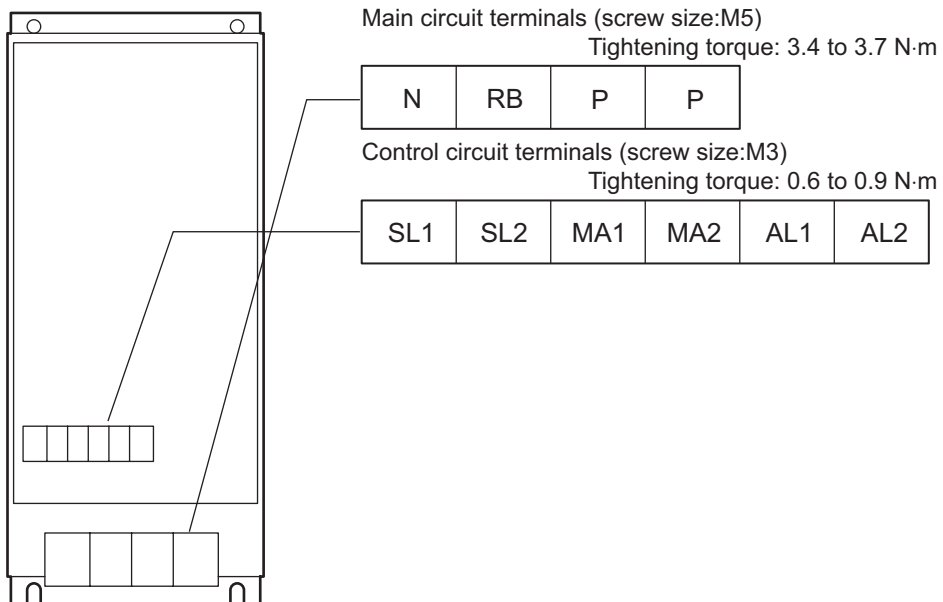 Main circuit terminals (screw size:M5)
Tightening torque: 3.4 to 3.7 N·m
N RB P P
Control circuit terminals (screw size:M3)
Tightening torque: 0.6 to 0.9 N·m
SL1 SL2 MA1 MA2 AL1 AL2